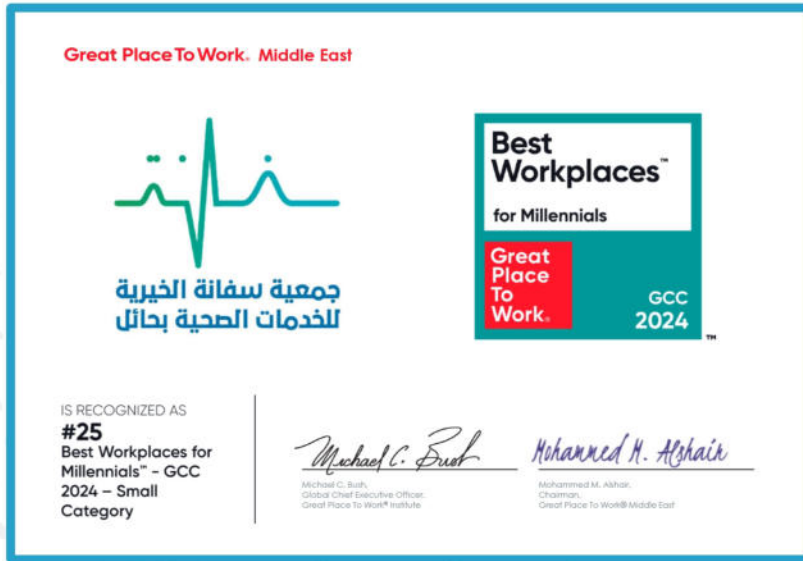 Great Place To Work® Middle East
جمعية سفانة الخيرية
للخدمات الصحية بحائل
Best
Workplaces™
for Millennials
Great
Place
To
Work®
GCC
2024
TM
IS RECOGNIZED AS
#25
Best Workplaces for
Millennials™ - GCC
2024 – Small
Category
Michael C. Bush
Michael C. Bush,
Global Chief Executive Officer,
Great Place To Work® Institute
Mohammed M. Alshair
Mohammed M. Alshair,
Chairman,
Great Place To Work® Middle East